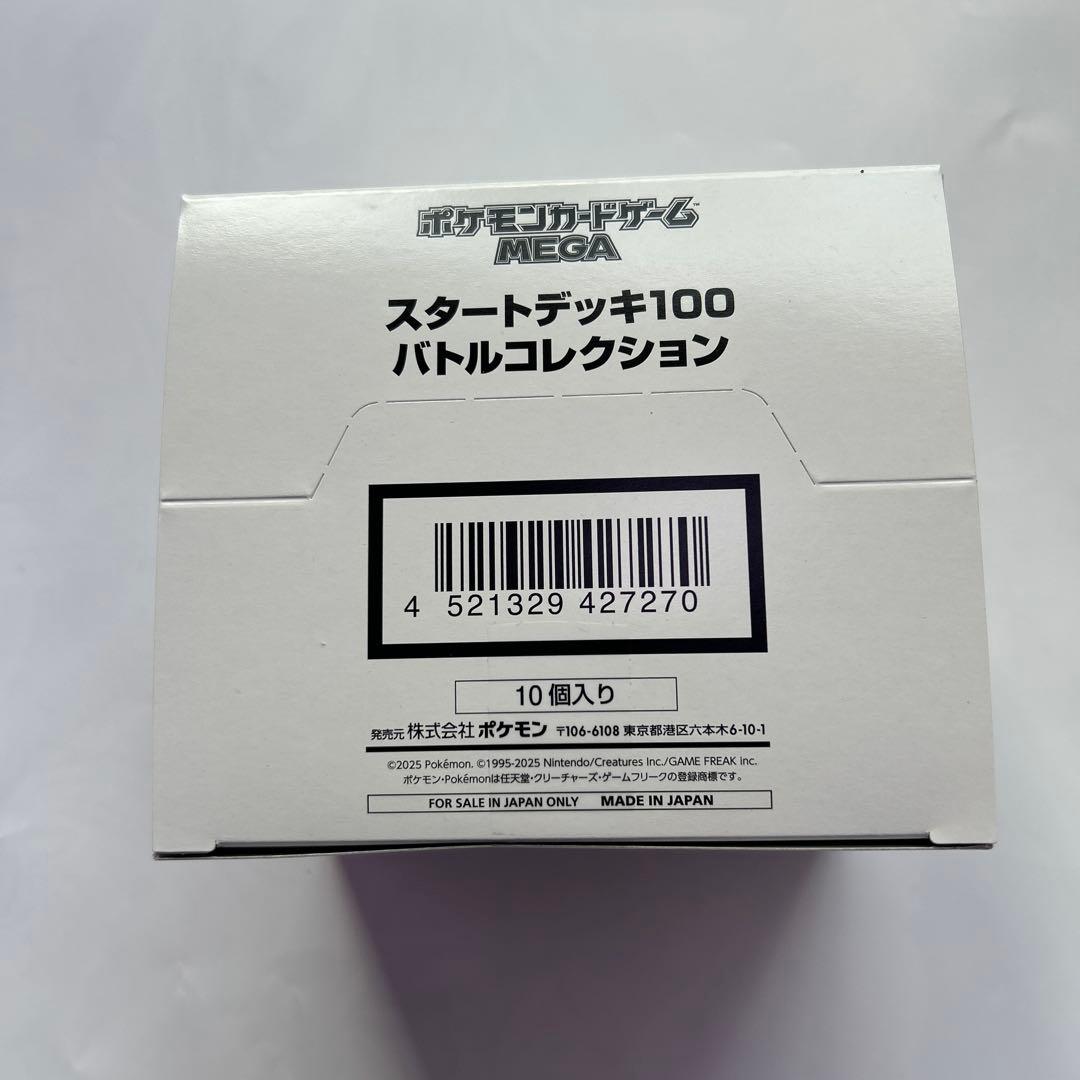 ポケモンカードゲーム™
MEGA
スタートデッキ100
バトルコレクション
4 521329 427270
10個入り
発売元 株式会社 ポケモン 〒106-6108 東京都港区六本木6-10-1
©2025 Pokémon. ©1995-2025 Nintendo/Creatures Inc./GAME FREAK inc.
ポケモン・Pokémonは任天堂・クリーチャーズ・ゲームフリークの登録商標です。
FOR SALE IN JAPAN ONLY MADE IN JAPAN